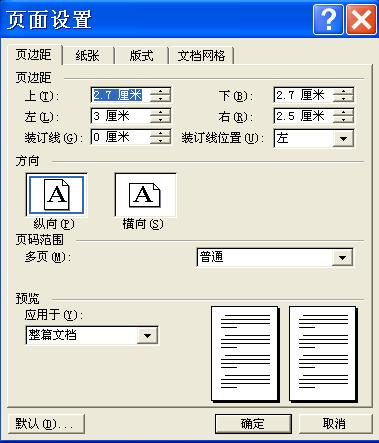 页面设置
页边距 纸张 版式 文档网格
页边距
上(T): 2.7 厘米 下(B): 2.7 厘米
左(L): 3 厘米 右(R): 2.5 厘米
装订线(G): 0 厘米 装订线位置(U): 左
方向
A A
纵向(P) 横向(S)
页码范围
多页(M): 普通
预览
应用于(Y):
整篇文档
默认(D)... 确定 取消